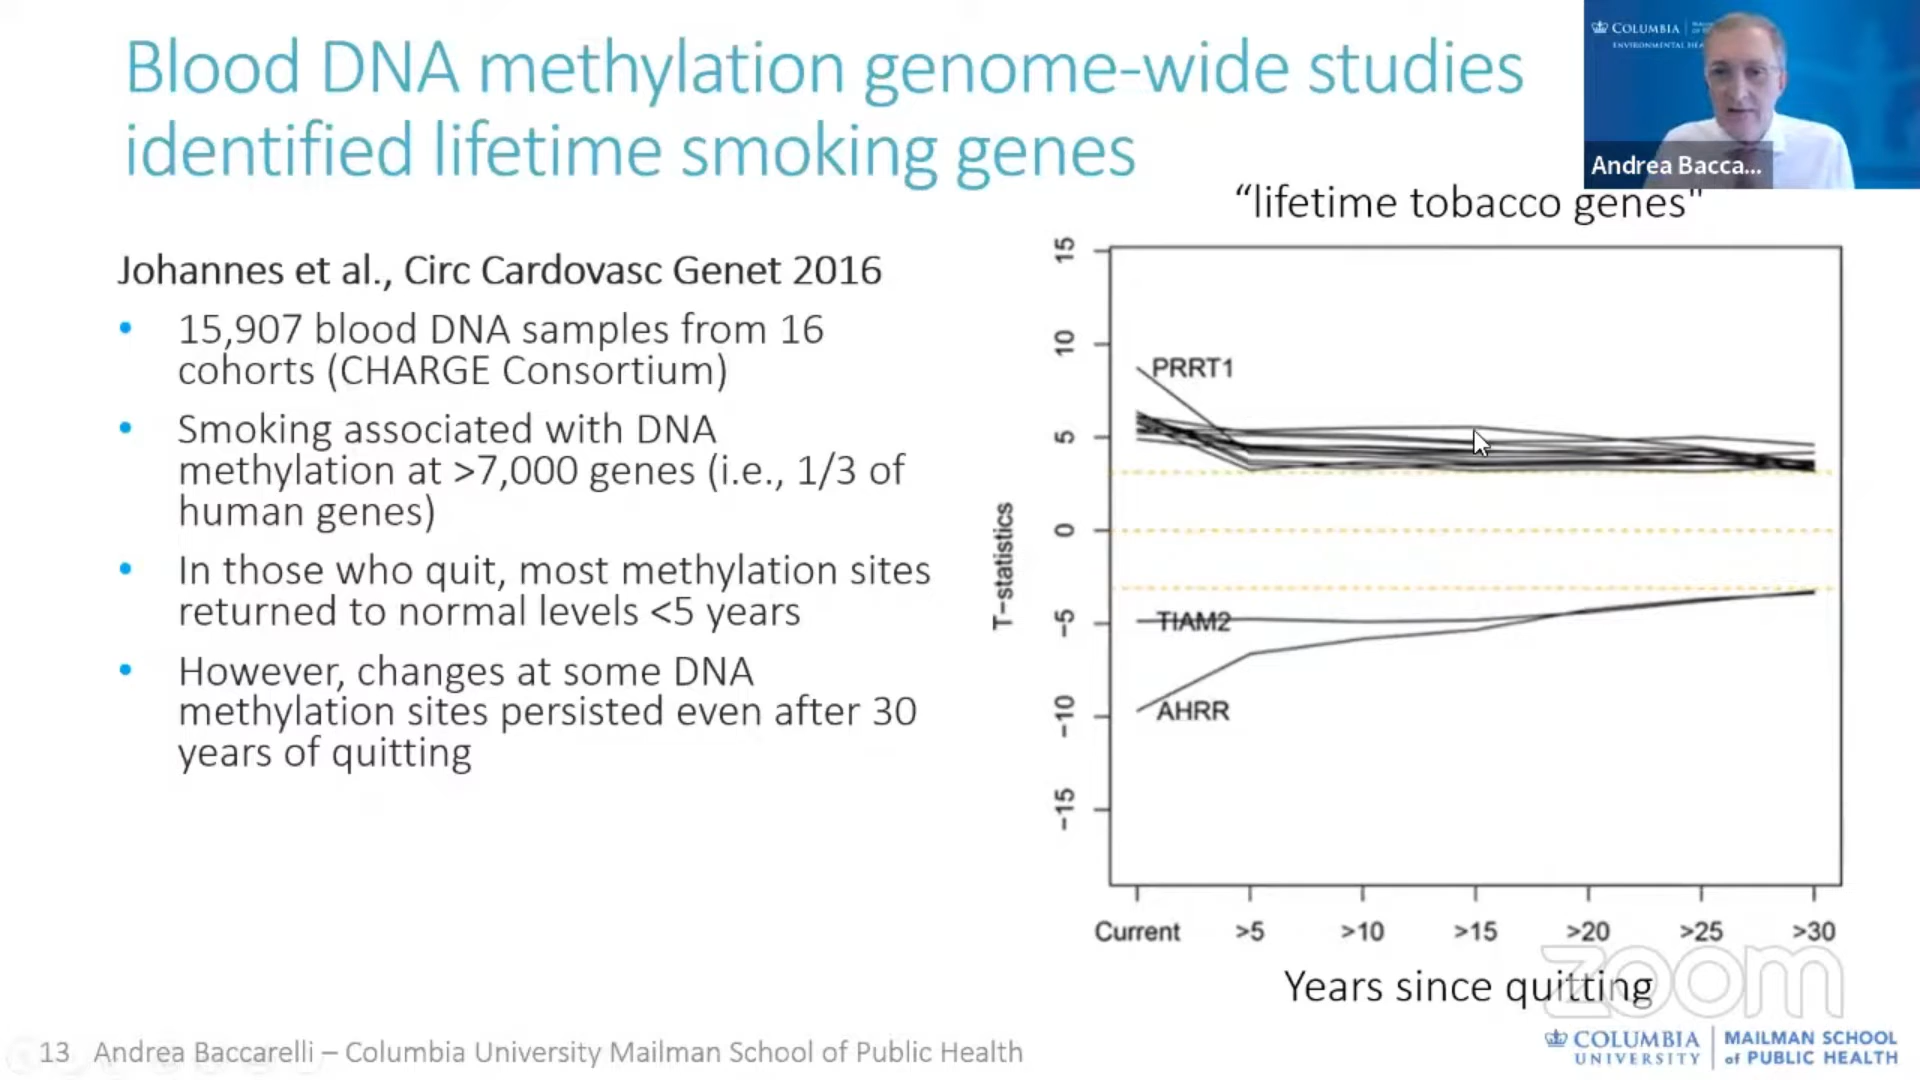 Blood DNA methylation genome-wide studies
identified lifetime smoking genes
COLUMBIA
ENVIRONMENTAL HEA
Andrea Bacca...
Johannes et al., Circ Cardovasc Genet 2016
• 15,907 blood DNA samples from 16
cohorts (CHARGE Consortium)
• Smoking associated with DNA
methylation at >7,000 genes (i.e., 1/3 of
human genes)
• In those who quit, most methylation sites
returned to normal levels <5 years
• However, changes at some DNA
methylation sites persisted even after 30
years of quitting
“lifetime tobacco genes"
15
10
5
0
−5
−10
−15
T−statistics
PRRT1
TIAM2
AHRR
Current >5 >10 >15 >20 >25 >30
Years since quitting
zoom
13 Andrea Baccarelli – Columbia University Mailman School of Public Health
COLUMBIA
UNIVERSITY
MAILMAN SCHOOL
of PUBLIC HEALTH